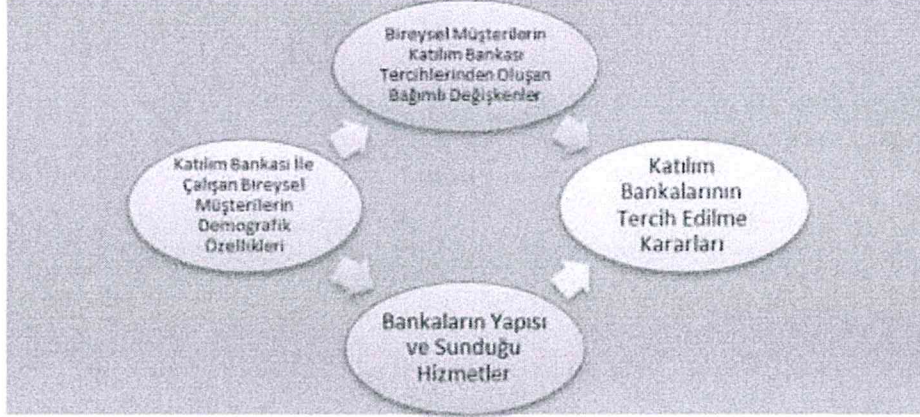 Bireysel Müşterilerin
Katılım Bankası
Tercihlerinden Oluşan
Bağımlı Değişkenler
Katılım Bankası İle
Çalışan Bireysel
Müşterilerin
Demografik
Özellikleri
Katılım
Bankalarının
Tercih Edilme
Kararları
Bankaların Yapısı
ve Sunduğu
Hizmetler